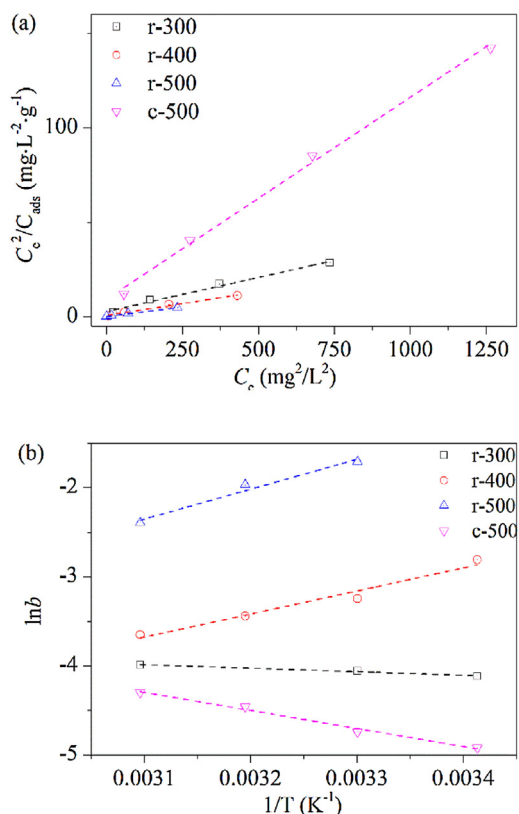 (a)
r-300
r-400
r-500
c-500
100
0
C_e^2/C_ads (mg·L^-2·g^-1)
0 250 500 750 1000 1250
C_e (mg^2/L^2)
(b)
r-300
r-400
r-500
c-500
-2
-3
-4
-5
lnb
0.0031 0.0032 0.0033 0.0034
1/T (K^-1)